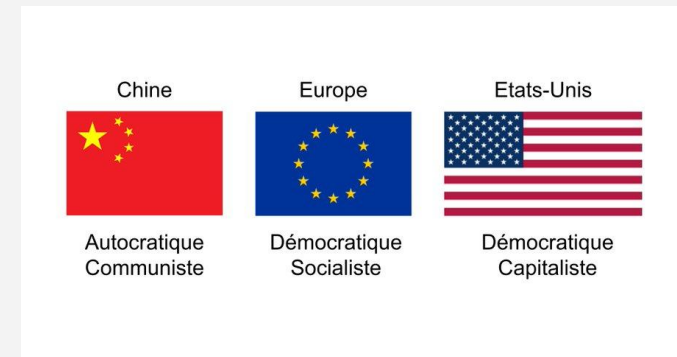 Chine
Europe
Etats-Unis
Autocratique
Communiste
Démocratique
Socialiste
Démocratique
Capitaliste